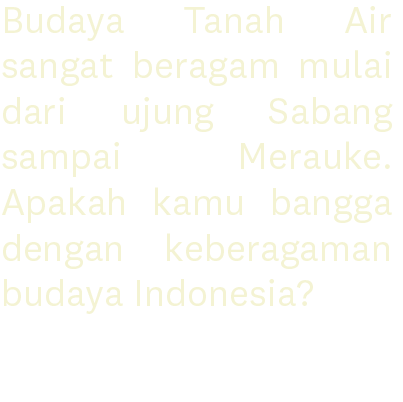 Budaya Tanah Air
sangat beragam mulai
dari ujung Sabang
sampai Merauke.
Apakah kamu bangga
dengan keberagaman
budaya Indonesia?